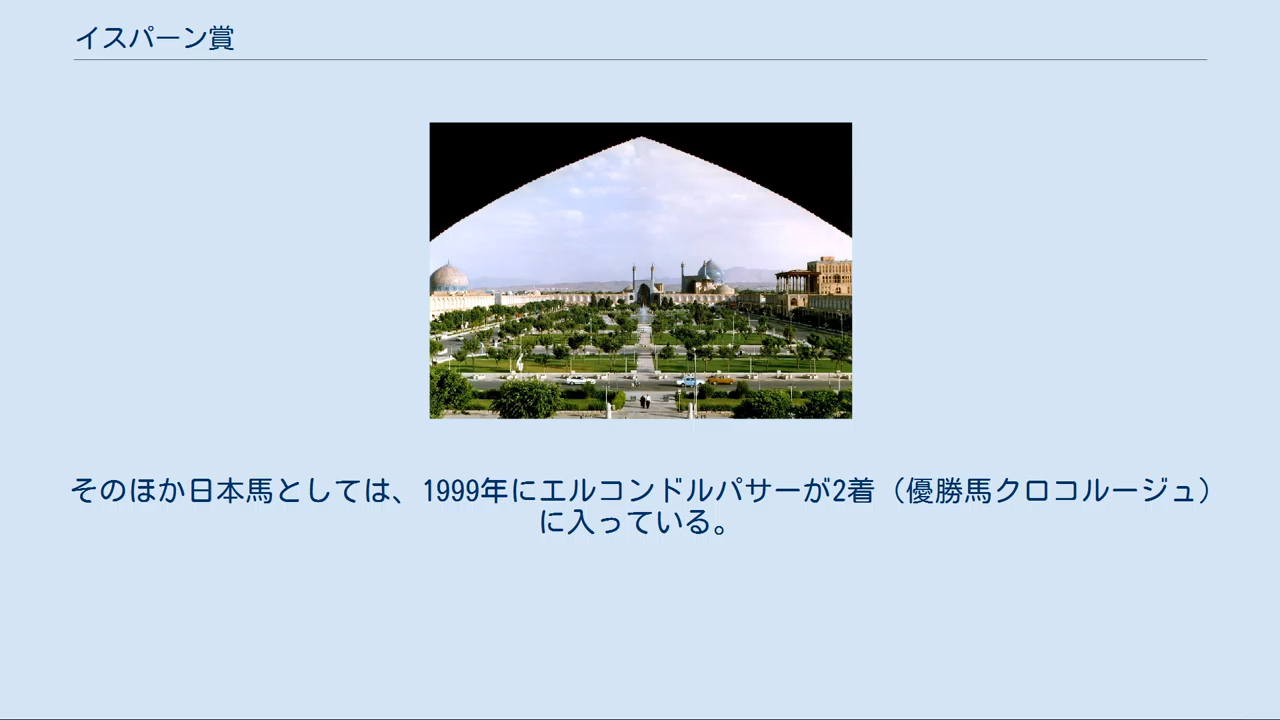 イスパーン賞
そのほか日本馬としては、1999年にエルコンドルパサーが2着（優勝馬クロコルージュ）
に入っている。